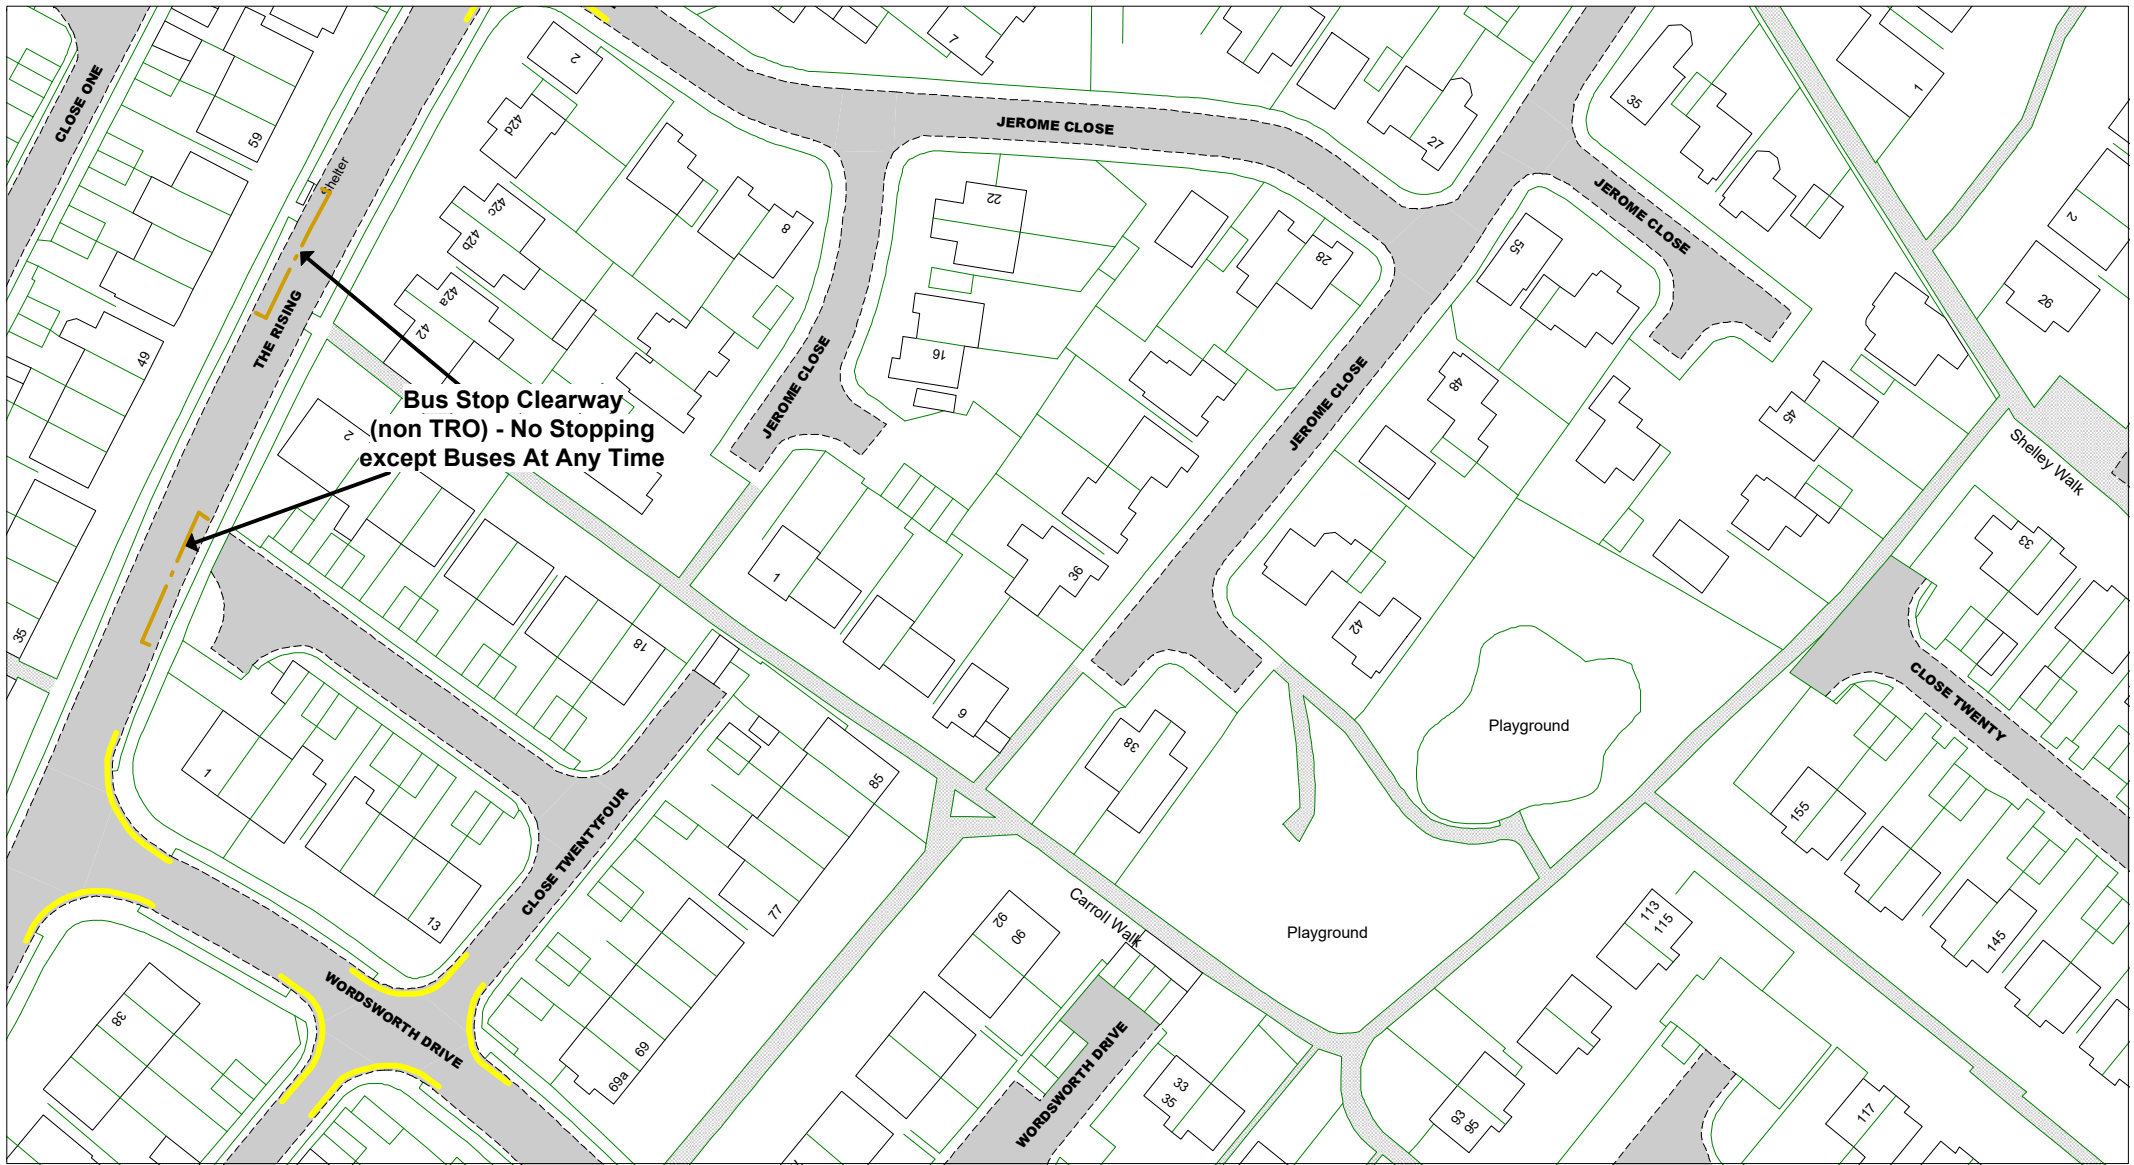 CLOSE ONE
59
Shelter
2
42d
7
JEROME CLOSE
27
35
1
42c
42b
8
22
JEROME CLOSE
2
55
28
26
42a
42
THE RISING
49
16
JEROME CLOSE
JEROME CLOSE
48
45
Bus Stop Clearway
(non TRO) - No Stopping
except Buses At Any Time
2
Shelley Walk
33
1
36
35
18
42
9
38
Playground
CLOSE TWENTY
1
85
155
CLOSE TWENTYFOUR
13
77
92
90
Carroll Walk
Playground
113
115
145
WORDSWORTH DRIVE
38
69
69a
WORDSWORTH DRIVE
33
35
93
95
117